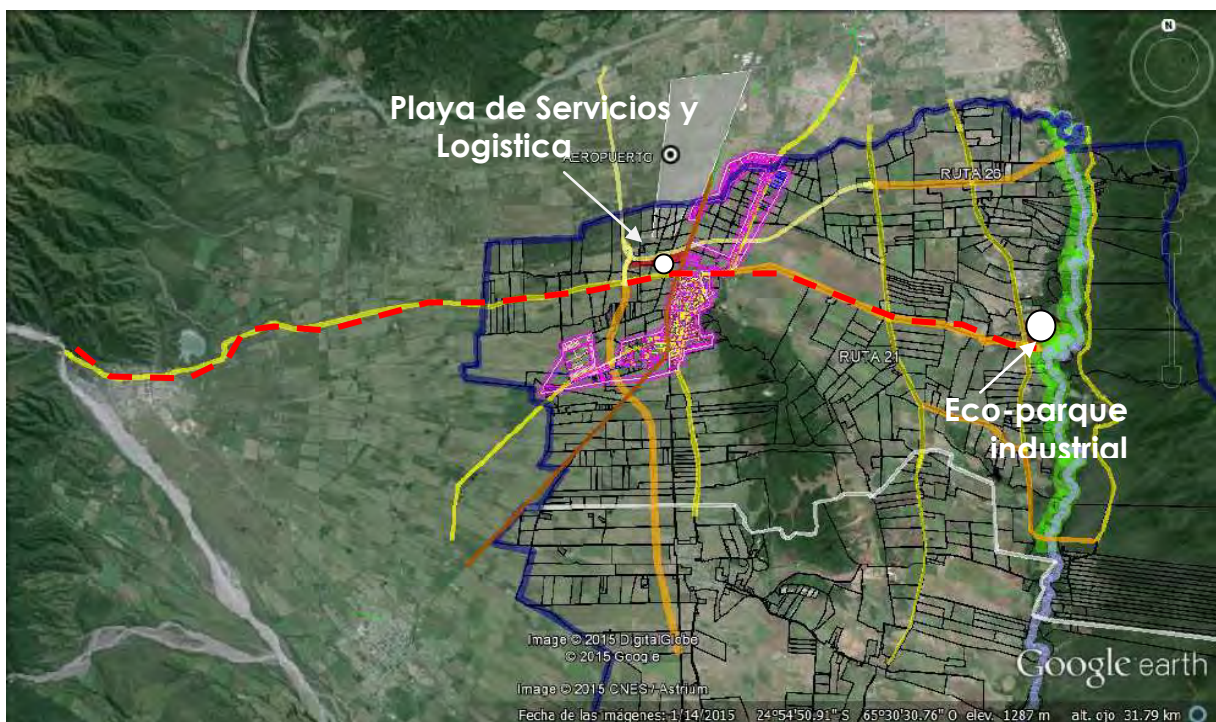 N
Playa de Servicios y
Logistica
AEROPUERTO
RUTA 26
RUTA 21
Eco-parque
industrial
Image © 2015 DigitalGlobe
© 2015 Google
Image © 2015 CNES / Astrium
Google earth
Fecha de las imágenes: 1/14/2015 24°54'50.91" S 65°30'30.76" O elev. 1287 m alt. ojo 31.79 km